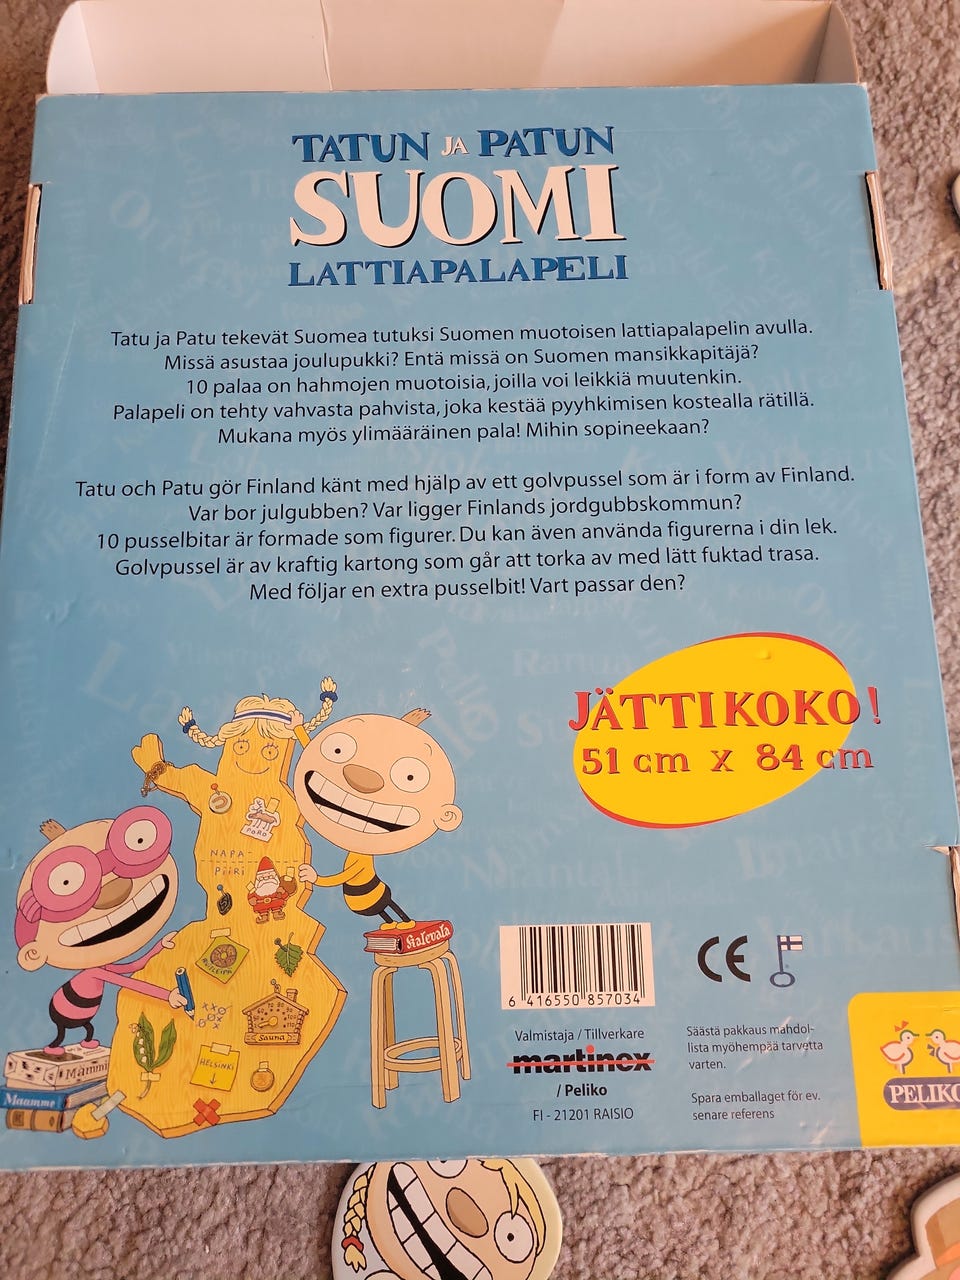 TATUN JA PATUN
SUOMI
LATTIAPALAPELI
Tatu ja Patu tekevät Suomea tutuksi Suomen muotoisen lattiapalapelin avulla.
Missä asustaa joulupukki? Entä missä on Suomen mansikkapitäjä?
10 palaa on hahmojen muotoisia, joilla voi leikkiä muutenkin.
Palapeli on tehty vahvasta pahvista, joka kestää pyyhkimisen kostealla rätillä.
Mukana myös ylimääräinen pala! Mihin sopineekaan?
Tatu och Patu gör Finland känt med hjälp av ett golvpussel som är i form av Finland.
Var bor julgubben? Var ligger Finlands jordgubbskommun?
10 pusselbitar är formade som figurer. Du kan även använda figurerna i din lek.
Golvpussel är av kraftig kartong som går att torka av med lätt fuktad trasa.
Med följar en extra pusselbit! Vart passar den?
JÄTTIKOKO!
51 cm x 84 cm
PORO
NAPA-
PIIRI
RUISLEIPÄ
Sauna
HELSINKI
Kalevala
Mämmi
Maamme
6 416550 857034
CE
Valmistaja / Tillverkare
martinex
/ Peliko
FI - 21201 RAISIO
Säästä pakkaus mahdol-
lista myöhempää tarvetta
varten.
Spara emballaget för ev.
senare referens
PELIKO